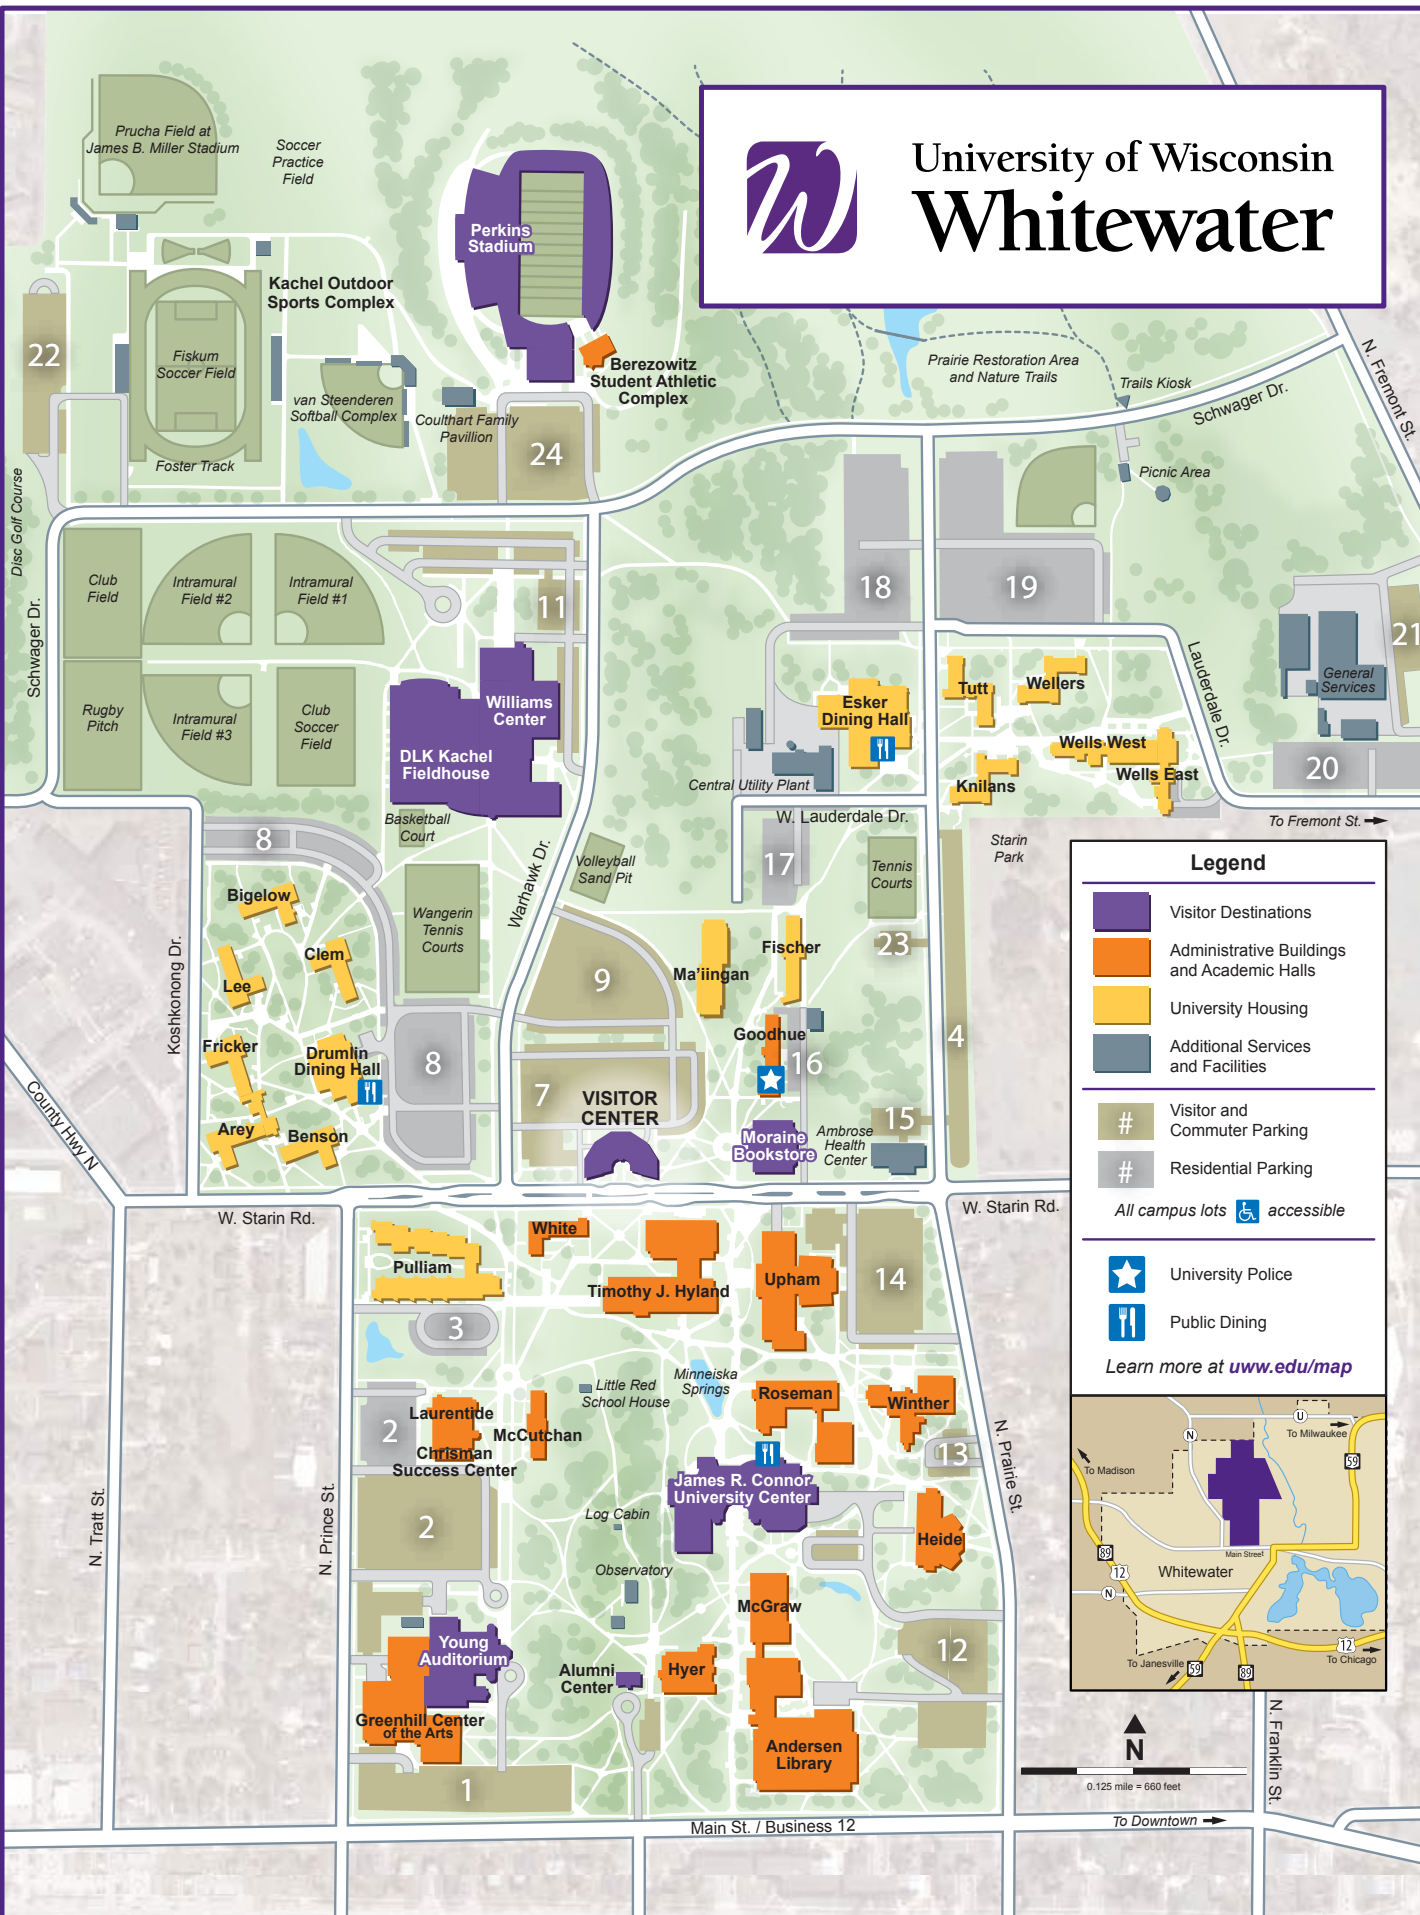 University of Wisconsin
Whitewater
Prucha Field at
James B. Miller Stadium
Soccer
Practice
Field
Perkins
Stadium
Kachel Outdoor
Sports Complex
22
Fiskum
Soccer Field
van Steenderen
Softball Complex
Foster Track
Coulthart Family
Pavillion
Berezowitz
Student Athletic
Complex
24
Prairie Restoration Area
and Nature Trails
Trails Kiosk
Schwager Dr.
N. Fremont St.
Picnic Area
Disc Golf Course
Schwager Dr.
Club
Field
Intramural
Field #2
Intramural
Field #1
11
18
19
21
General
Services
Lauderdale Dr.
20
To Fremont St.
Rugby
Pitch
Intramural
Field #3
Club
Soccer
Field
Williams
Center
DLK Kachel
Fieldhouse
Basketball
Court
Esker
Dining Hall
Central Utility Plant
Tutt
Wellers
Wells West
Wells East
Knilans
W. Lauderdale Dr.
Starin
Park
8
Bigelow
Clem
Lee
Fricker
Drumlin
Dining Hall
Arey
Benson
Koshkonong Dr.
County Hwy N
Wangerin
Tennis
Courts
8
Warhawk Dr.
Volleyball
Sand Pit
17
Tennis
Courts
23
4
9
Ma'iingan
Fischer
Goodhue
16
7
VISITOR
CENTER
Moraine
Bookstore
Ambrose
Health
Center
15
Legend
Visitor Destinations
Administrative Buildings
and Academic Halls
University Housing
Additional Services
and Facilities
#
Visitor and
Commuter Parking
#
Residential Parking
All campus lots accessible
University Police
Public Dining
Learn more at uww.edu/map
W. Starin Rd.
W. Starin Rd.
Pulliam
White
Timothy J. Hyland
Upham
14
3
Minneiska
Springs
Little Red
School House
Roseman
Winther
2
Laurentide
McCutchan
Chrisman
Success Center
13
James R. Connor
University Center
N. Prairie St.
N. Tratt St.
N. Prince St.
2
Log Cabin
Heide
Observatory
McGraw
Young
Auditorium
Alumni
Center
Hyer
12
Greenhill Center
of the Arts
Andersen
Library
1
Main St. / Business 12
To Downtown
N. Franklin St.
N
0.125 mile = 660 feet
U
N
To Milwaukee
59
To Madison
Main Street
89
12
Whitewater
N
12
To Janesville
59
89
To Chicago